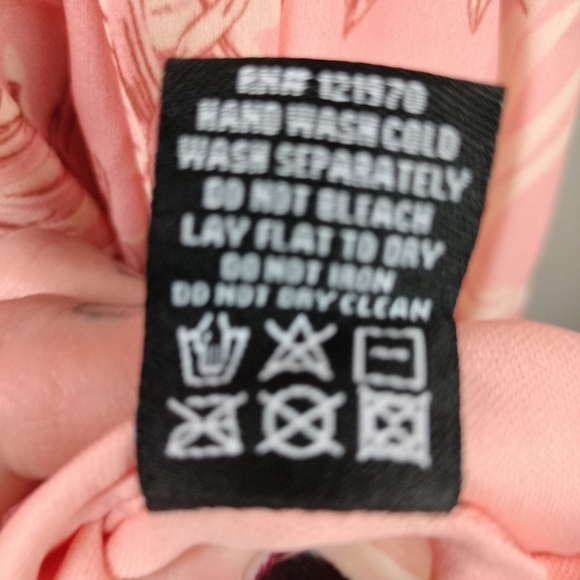 RN# 121970
HAND WASH COLD
WASH SEPARATELY
DO NOT BLEACH
LAY FLAT TO DRY
DO NOT IRON
DO NOT DRY CLEAN